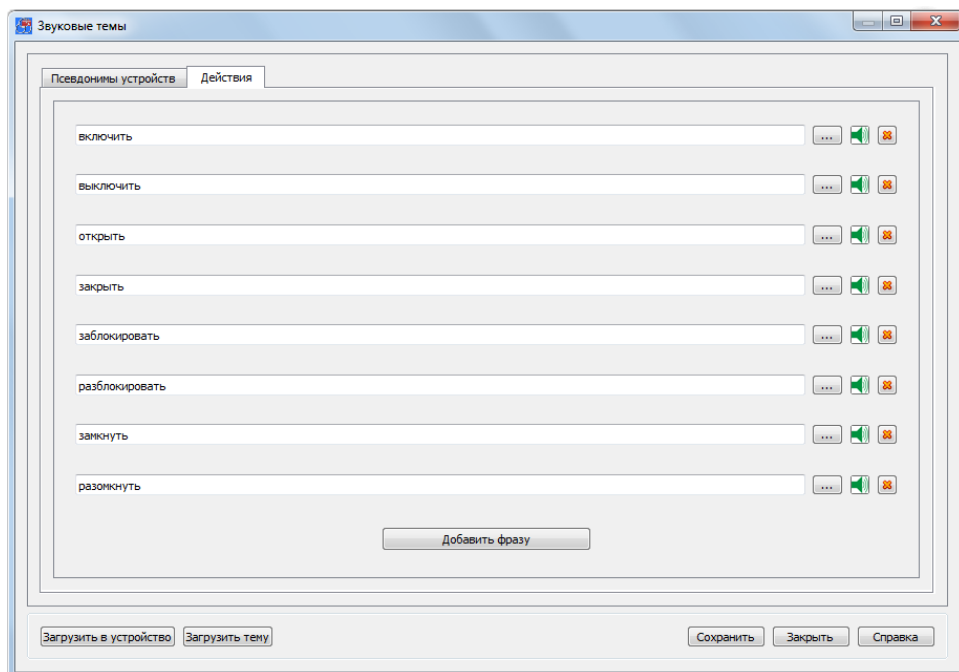 Звуковые темы
Псевдонимы устройств Действия
включить ...
выключить ...
открыть ...
закрыть ...
заблокировать ...
разблокировать ...
замкнуть ...
разомкнуть ...
Добавить фразу
Загрузить в устройство Загрузить тему Сохранить Закрыть Справка